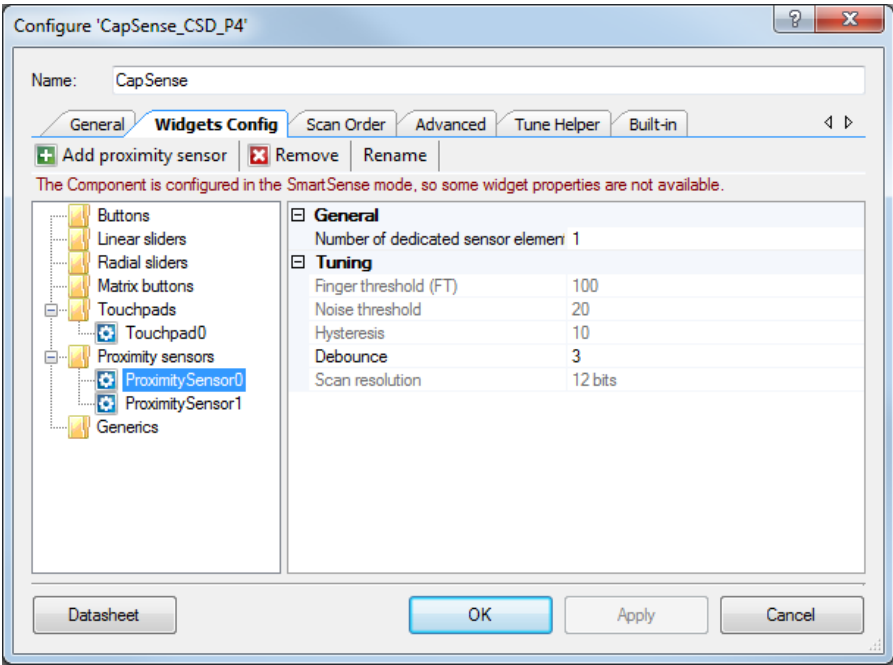 Configure 'CapSense_CSD_P4'
Name: CapSense
General Widgets Config Scan Order Advanced Tune Helper Built-in
Add proximity sensor Remove Rename
The Component is configured in the SmartSense mode, so some widget properties are not available.
Buttons
Linear sliders
Radial sliders
Matrix buttons
Touchpads
Touchpad0
Proximity sensors
ProximitySensor0
ProximitySensor1
Generics
General
Number of dedicated sensor elemen 1
Tuning
Finger threshold (FT) 100
Noise threshold 20
Hysteresis 10
Debounce 3
Scan resolution 12 bits
Datasheet OK Apply Cancel